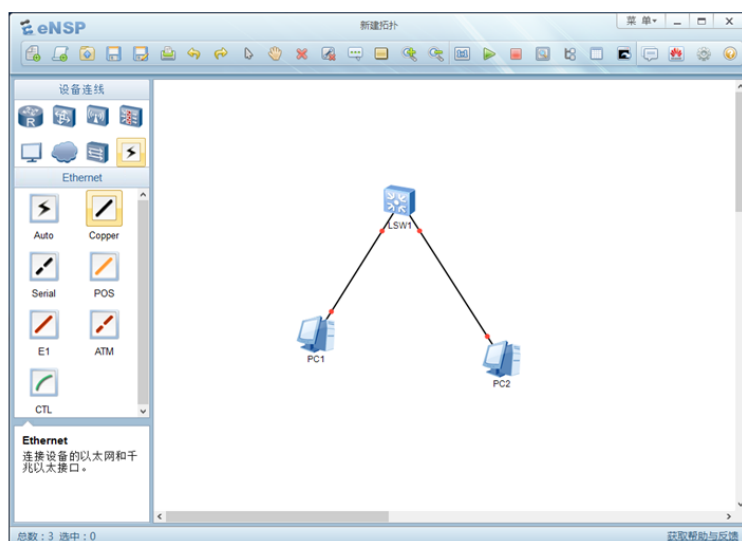 eNSP
新建拓扑
菜 单
设备连线
R
Ethernet
Auto
Copper
Serial
POS
E1
ATM
CTL
Ethernet
连接设备的以太网和千
兆以太接口。
LSW1
PC1
PC2
总数：3 选中：0
获取帮助与反馈